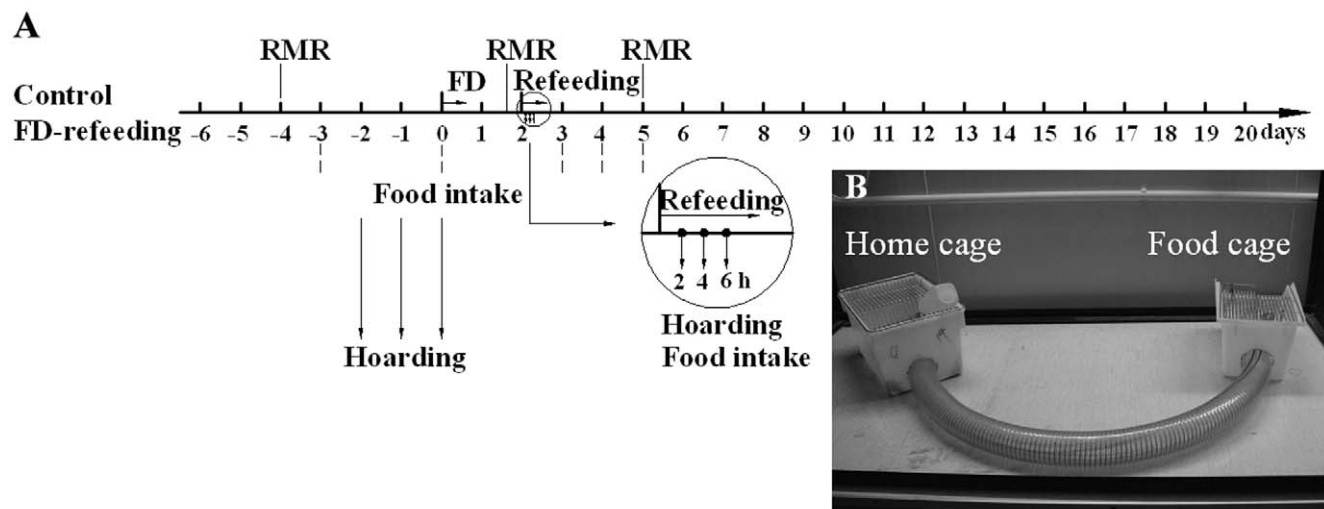 A
RMR RMR RMR
FD Refeeding
Control
FD-refeeding
-6 -5 -4 -3 -2 -1 0 1 2 3 4 5 6 7 8 9 10 11 12 13 14 15 16 17 18 19 20 days
Food intake
Hoarding
Refeeding
2 4 6 h
Hoarding
Food intake
B
Home cage Food cage